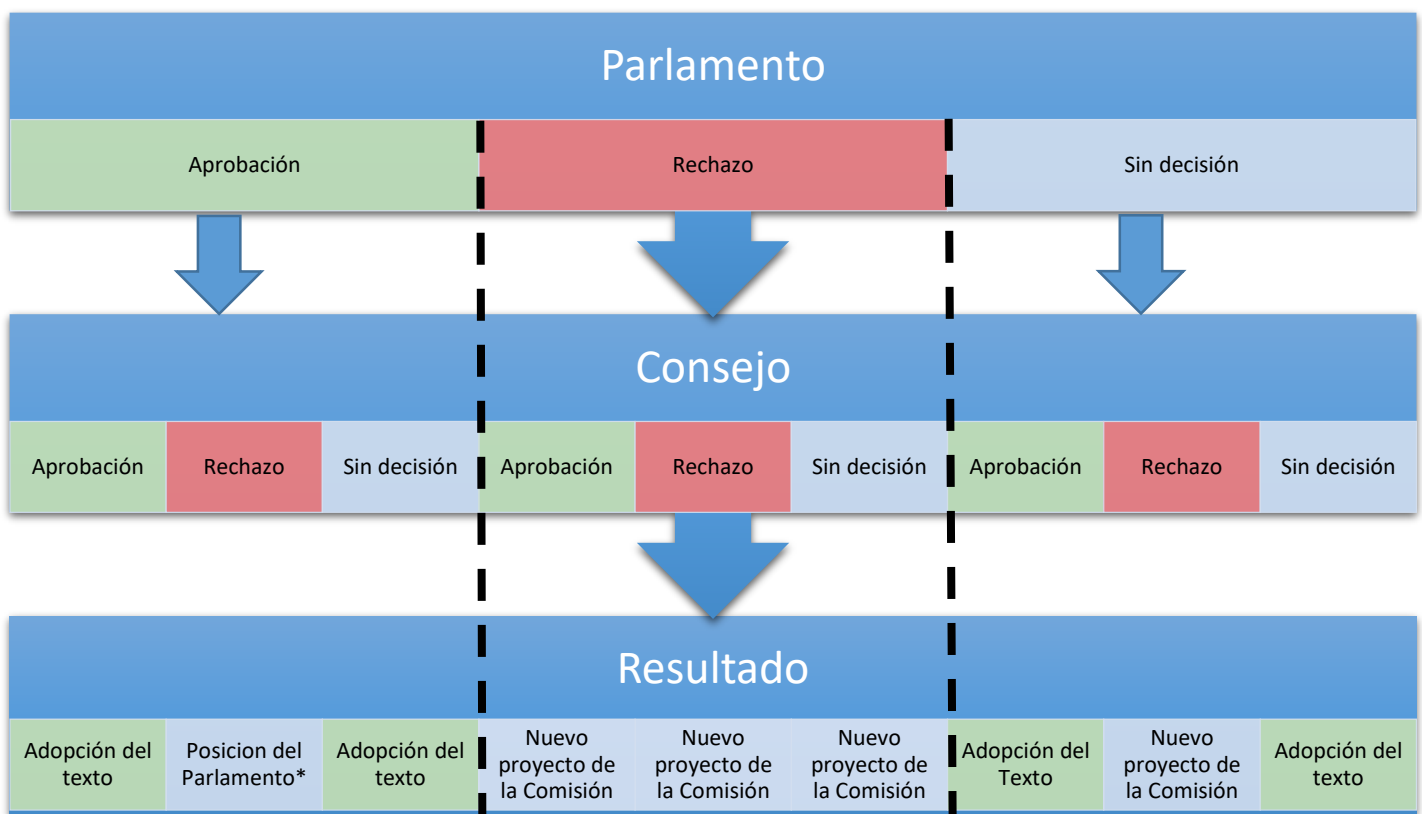 Parlamento
Aprobación
Rechazo
Sin decisión
Consejo
Aprobación
Rechazo
Sin decisión
Aprobación
Rechazo
Sin decisión
Aprobación
Rechazo
Sin decisión
Resultado
Adopción del
texto
Posicion del
Parlamento*
Adopción del
texto
Nuevo
proyecto de
la Comisión
Nuevo
proyecto de
la Comisión
Nuevo
proyecto de
la Comisión
Adopción del
Texto
Nuevo
proyecto de
la Comisión
Adopción del
texto